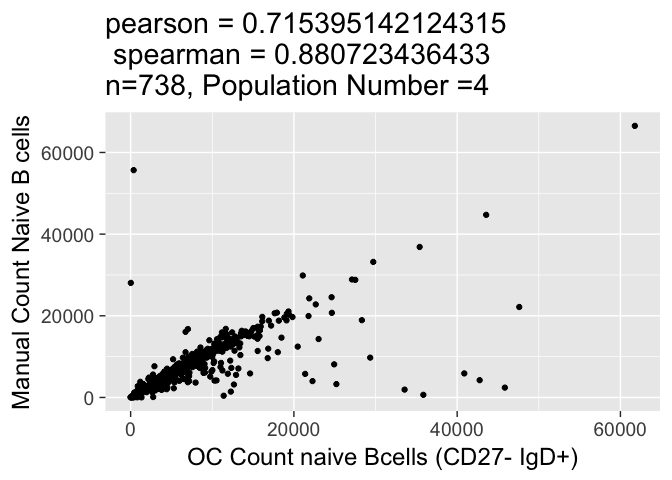 pearson = 0.715395142124315
spearman = 0.880723436433
n=738, Population Number =4
Manual Count Naive B cells
60000
40000
20000
0
0 20000 40000 60000
OC Count naive Bcells (CD27- IgD+)